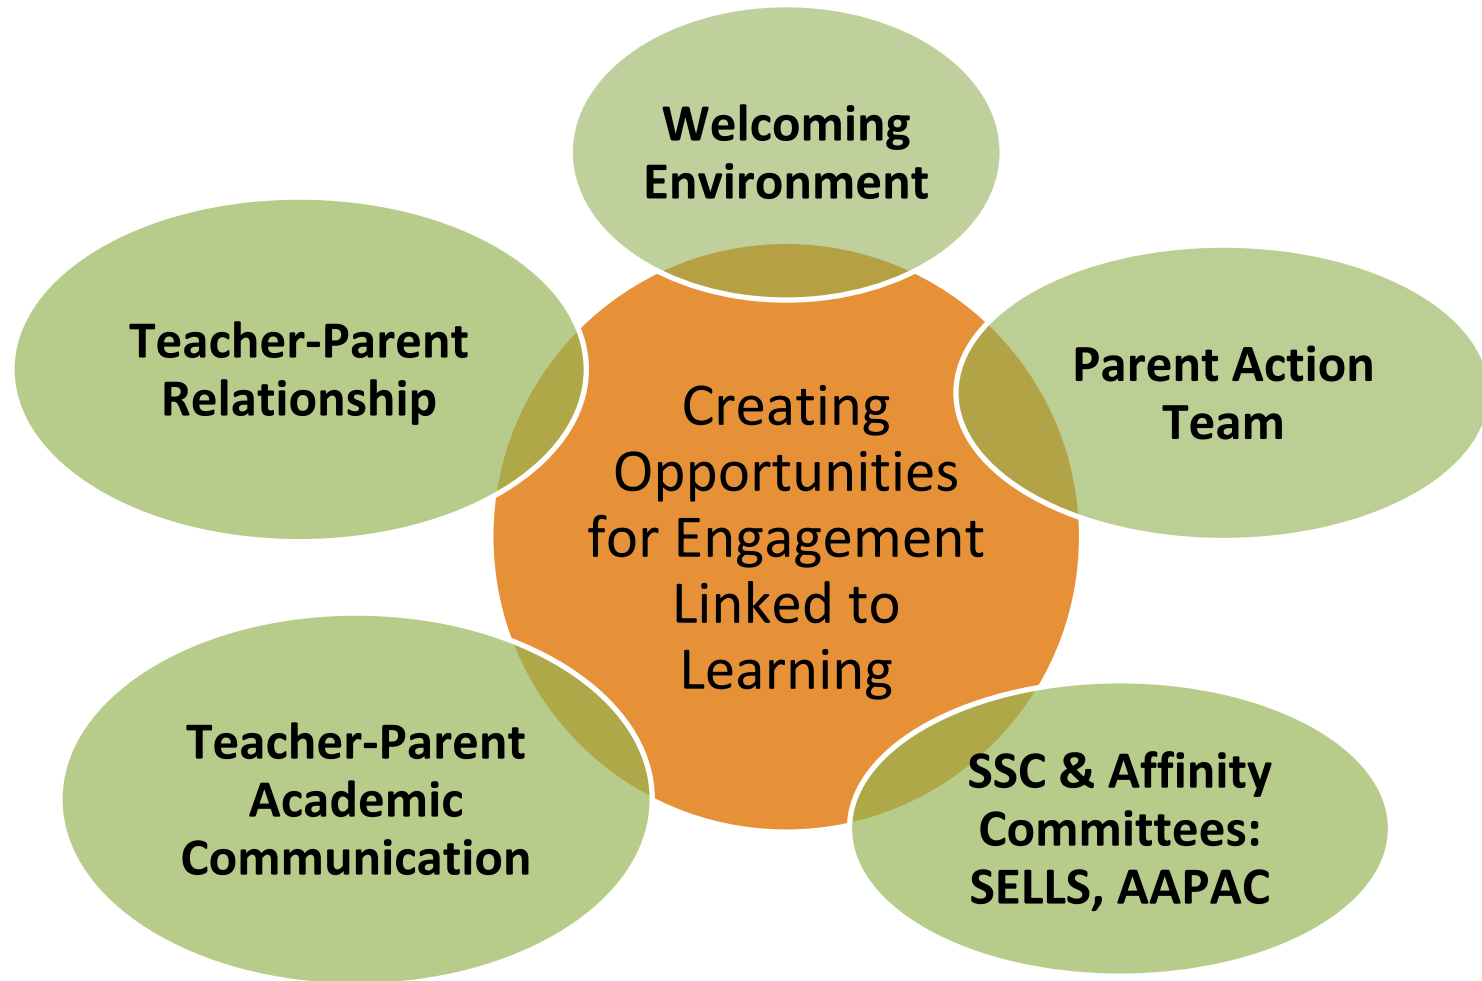 Welcoming
Environment
Teacher-Parent
Relationship
Parent Action
Team
Creating
Opportunities
for Engagement
Linked to
Learning
Teacher-Parent
Academic
Communication
SSC & Affinity
Committees:
SELLS, AAPAC